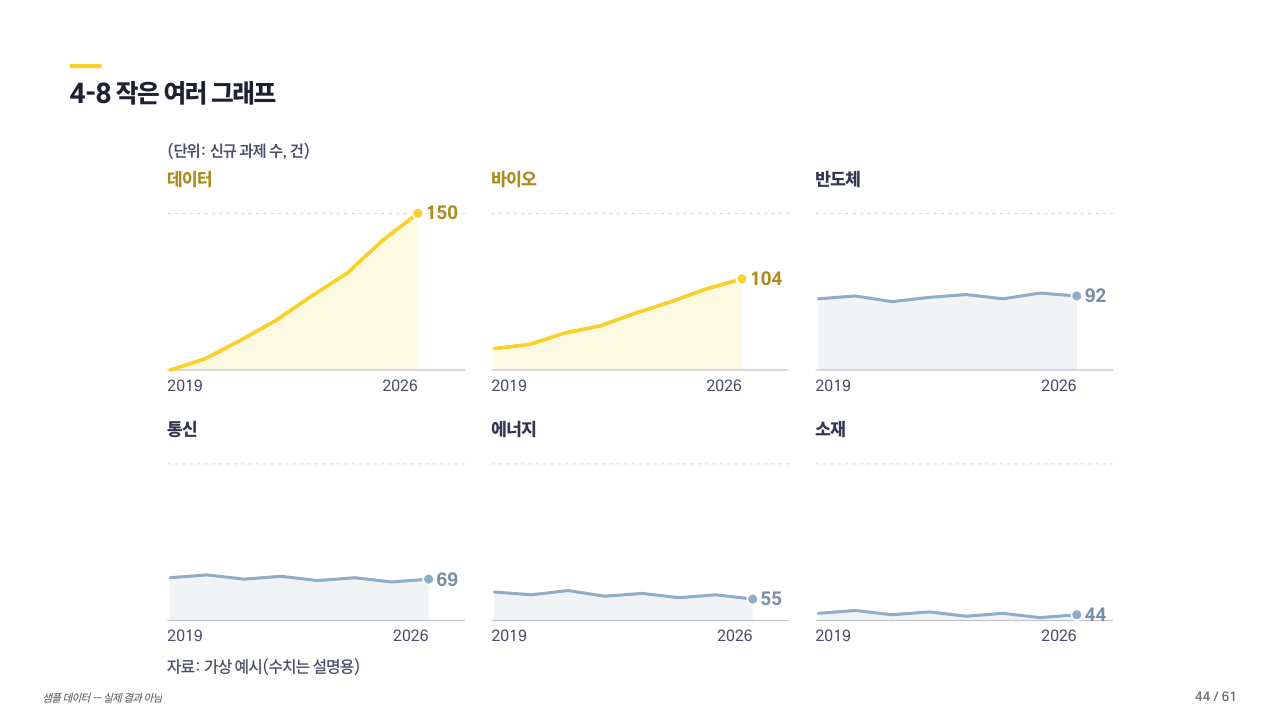 4-8 작은 여러 그래프
(단위: 신규 과제 수, 건)
데이터
150
2019 2026
바이오
104
2019 2026
반도체
92
2019 2026
통신
69
2019 2026
에너지
55
2019 2026
소재
44
2019 2026
자료: 가상 예시(수치는 설명용)
샘플 데이터 — 실제 결과 아님
44 / 61